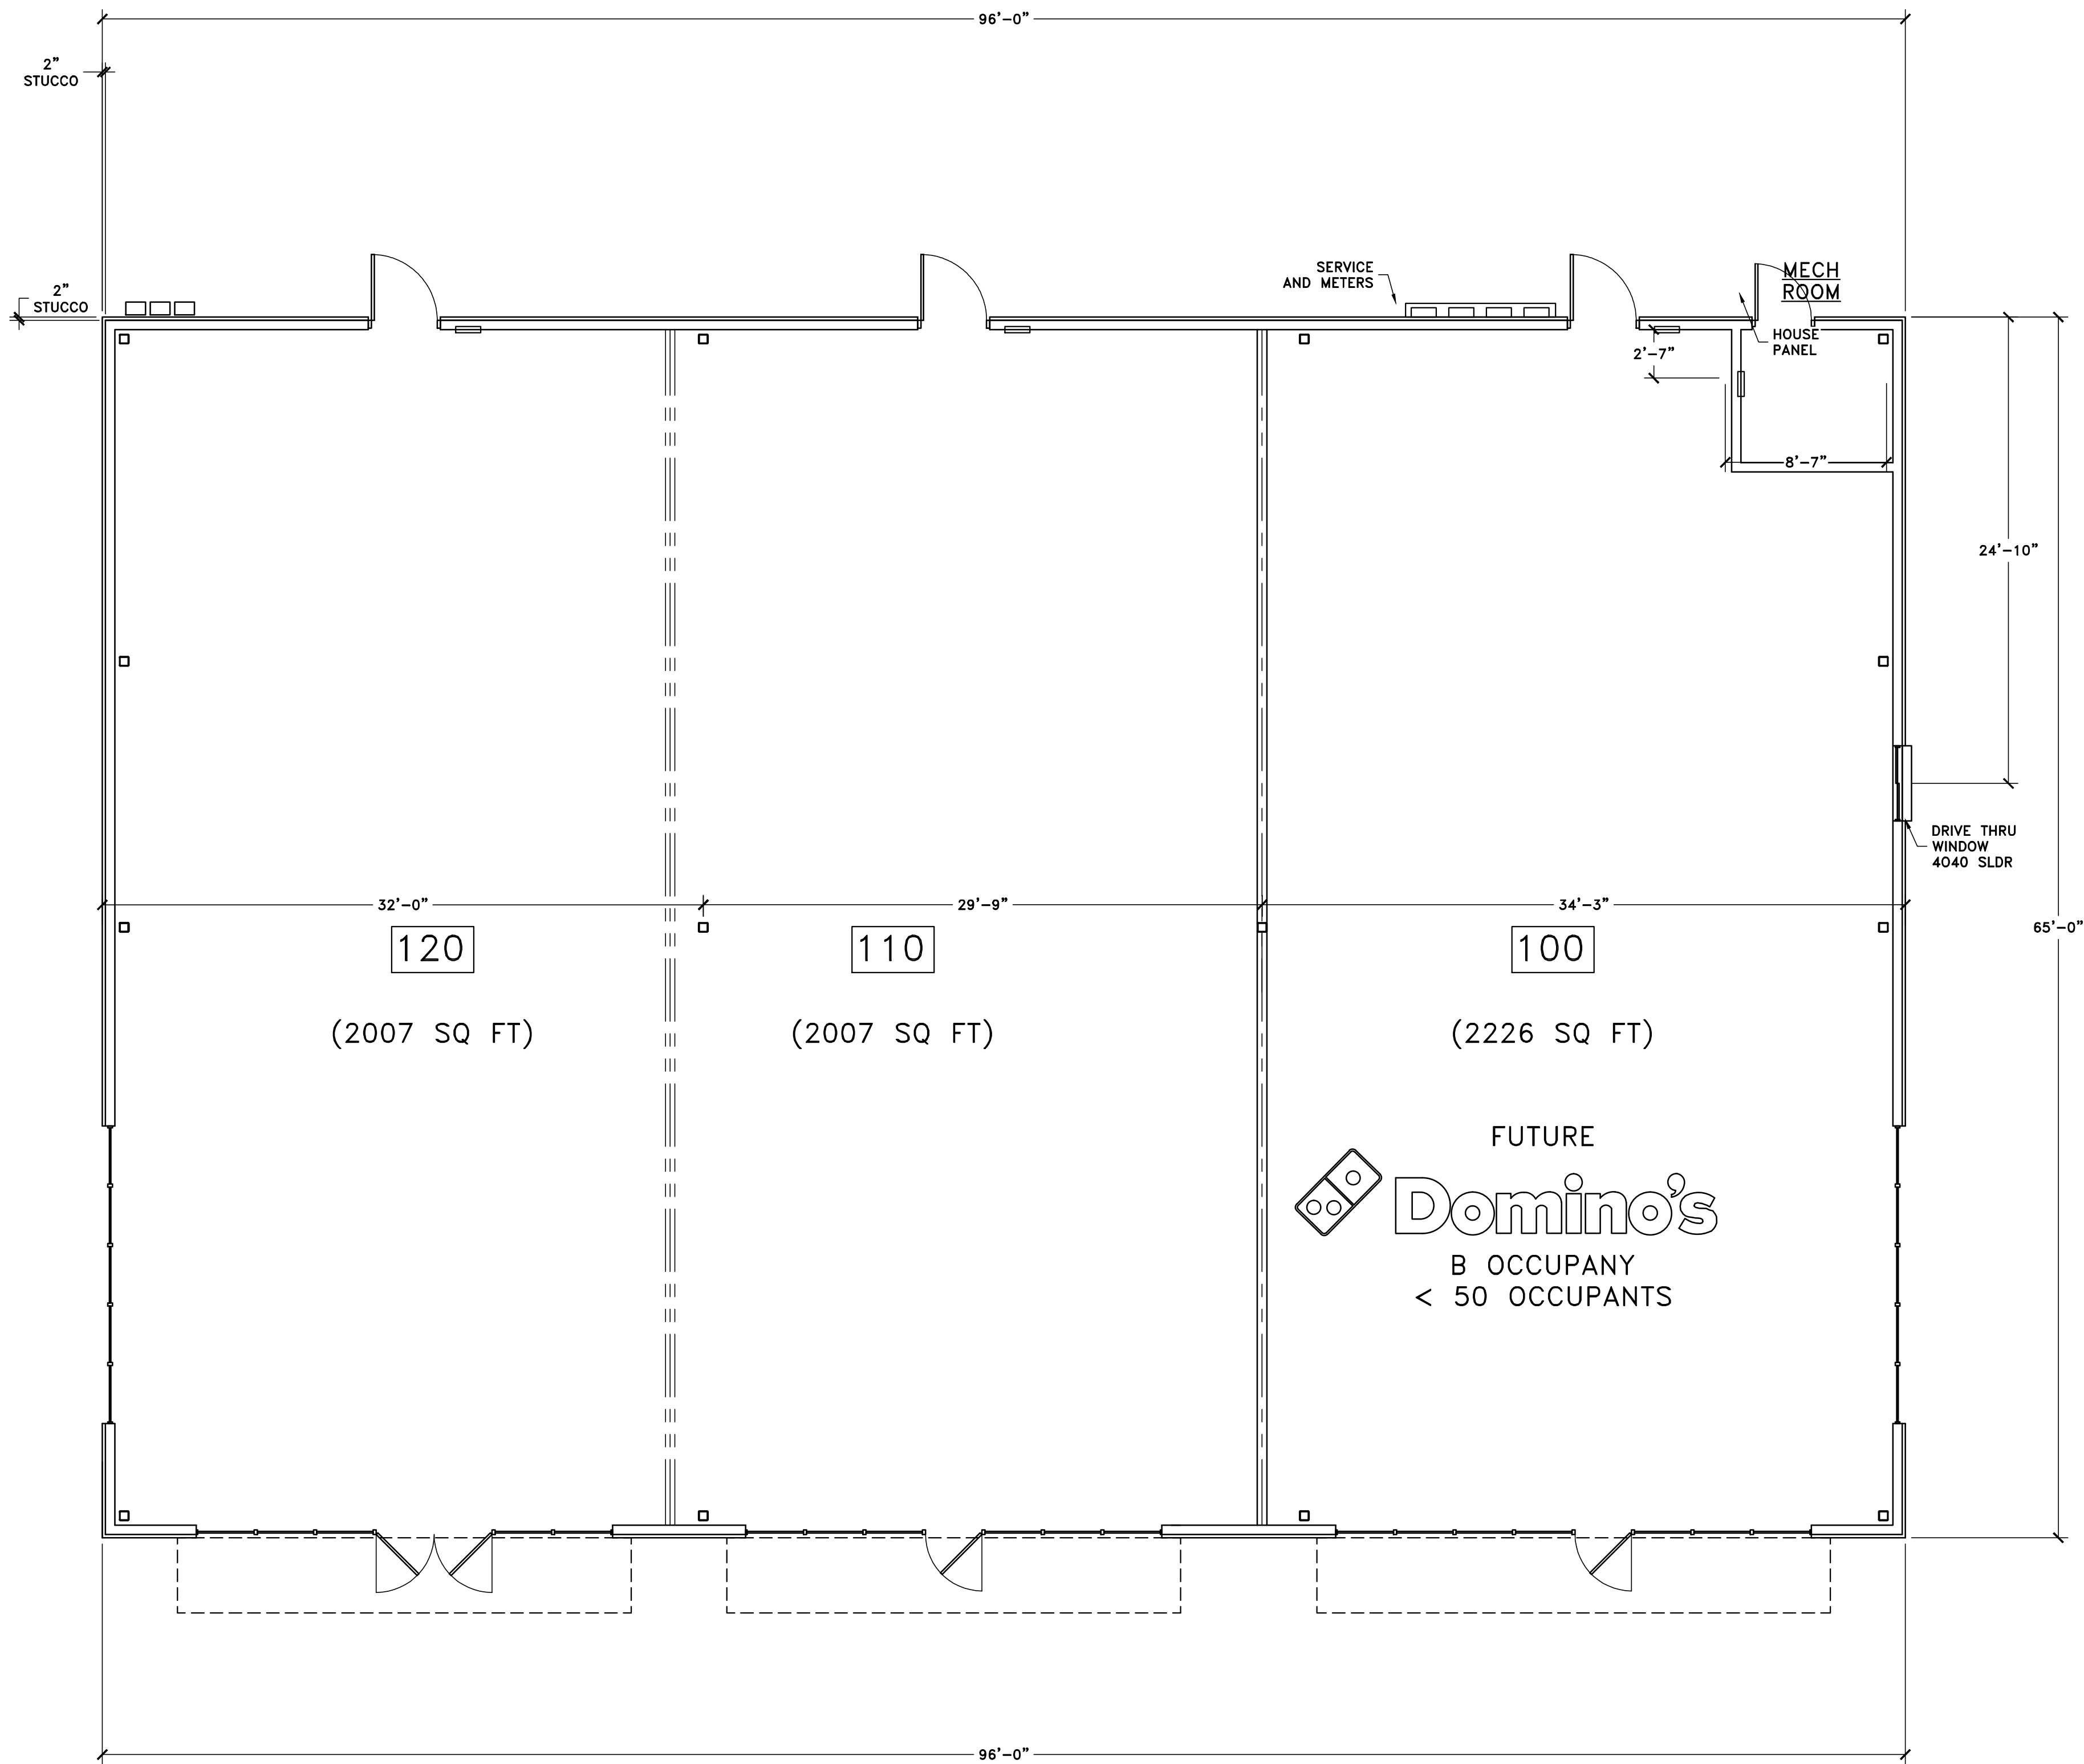 96'-0"
2"
STUCCO
2"
STUCCO
SERVICE
AND METERS
MECH
ROOM
HOUSE
PANEL
2'-7"
8'-7"
24'-10"
DRIVE THRU
WINDOW
4040 SLDR
32'-0"
29'-9"
34'-3"
65'-0"
120
110
100
(2007 SQ FT)
(2007 SQ FT)
(2226 SQ FT)
FUTURE
Domino's
B OCCUPANY
< 50 OCCUPANTS
96'-0"